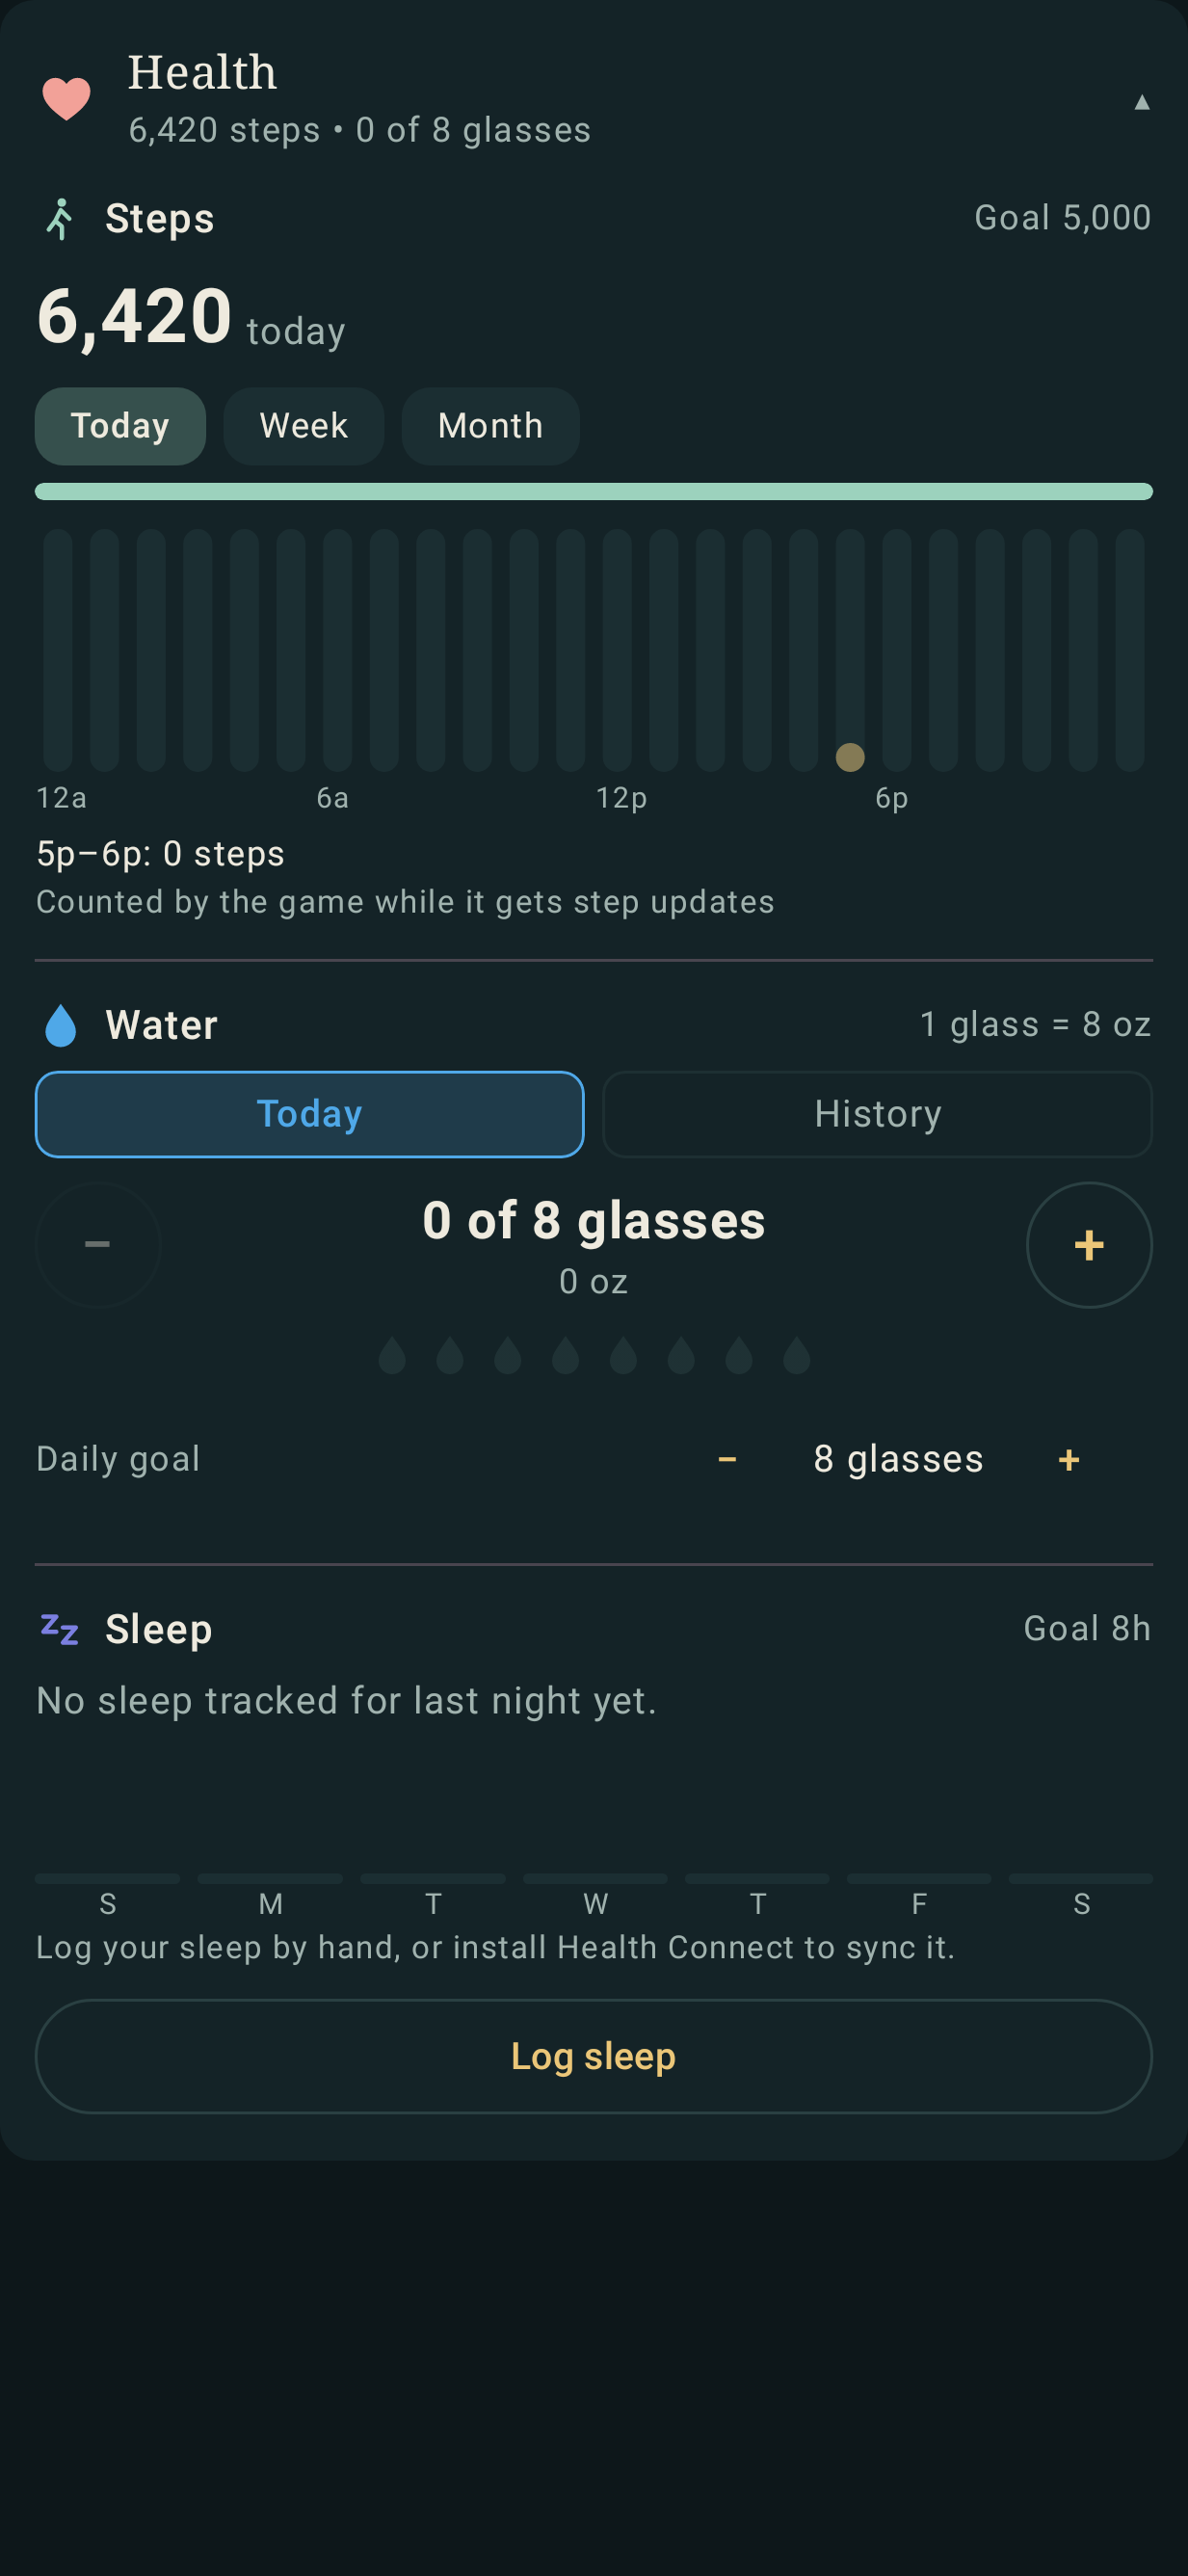 Health
6,420 steps • 0 of 8 glasses
▲
Steps
Goal 5,000
6,420 today
Today
Week
Month
12a
6a
12p
6p
5p–6p: 0 steps
Counted by the game while it gets step updates
Water
1 glass = 8 oz
Today
History
−
0 of 8 glasses
+
0 oz
Daily goal
− 8 glasses +
zz
Sleep
Goal 8h
No sleep tracked for last night yet.
S M T W T F S
Log your sleep by hand, or install Health Connect to sync it.
Log sleep